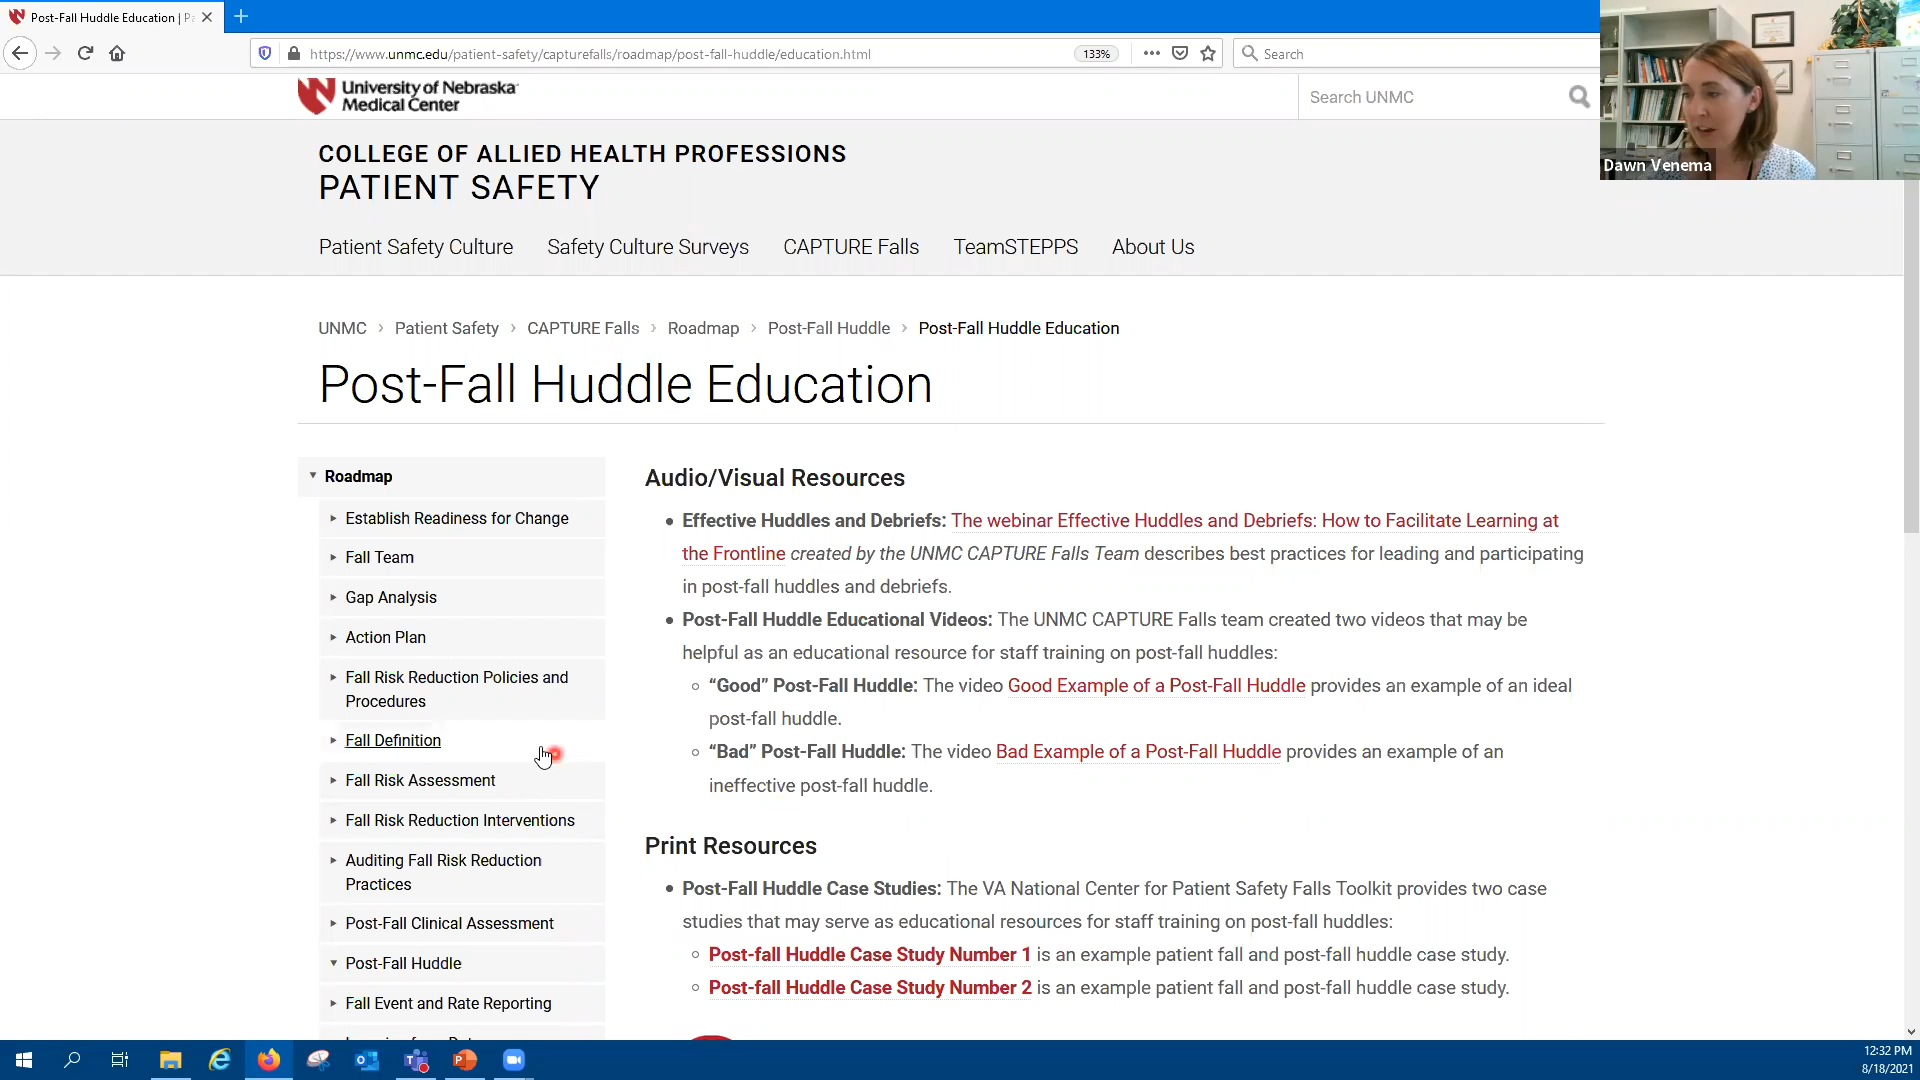 Post-Fall Huddle Education | Pa
https://www.unmc.edu/patient-safety/capturefalls/roadmap/post-fall-huddle/education.html
133%
Search
University of Nebraska
Medical Center
Search UNMC
Dawn Venema
COLLEGE OF ALLIED HEALTH PROFESSIONS
PATIENT SAFETY
Patient Safety Culture
Safety Culture Surveys
CAPTURE Falls
TeamSTEPPS
About Us
UNMC > Patient Safety > CAPTURE Falls > Roadmap > Post-Fall Huddle > Post-Fall Huddle Education
Post-Fall Huddle Education
Roadmap
Establish Readiness for Change
Fall Team
Gap Analysis
Action Plan
Fall Risk Reduction Policies and
Procedures
Fall Definition
Fall Risk Assessment
Fall Risk Reduction Interventions
Auditing Fall Risk Reduction
Practices
Post-Fall Clinical Assessment
Post-Fall Huddle
Fall Event and Rate Reporting
Audio/Visual Resources
• Effective Huddles and Debriefs: The webinar Effective Huddles and Debriefs: How to Facilitate Learning at
the Frontline created by the UNMC CAPTURE Falls Team describes best practices for leading and participating
in post-fall huddles and debriefs.
• Post-Fall Huddle Educational Videos: The UNMC CAPTURE Falls team created two videos that may be
helpful as an educational resource for staff training on post-fall huddles:
○ “Good” Post-Fall Huddle: The video Good Example of a Post-Fall Huddle provides an example of an ideal
post-fall huddle.
○ “Bad” Post-Fall Huddle: The video Bad Example of a Post-Fall Huddle provides an example of an
ineffective post-fall huddle.
Print Resources
• Post-Fall Huddle Case Studies: The VA National Center for Patient Safety Falls Toolkit provides two case
studies that may serve as educational resources for staff training on post-fall huddles:
○ Post-fall Huddle Case Study Number 1 is an example patient fall and post-fall huddle case study.
○ Post-fall Huddle Case Study Number 2 is an example patient fall and post-fall huddle case study.
12:32 PM
8/18/2021